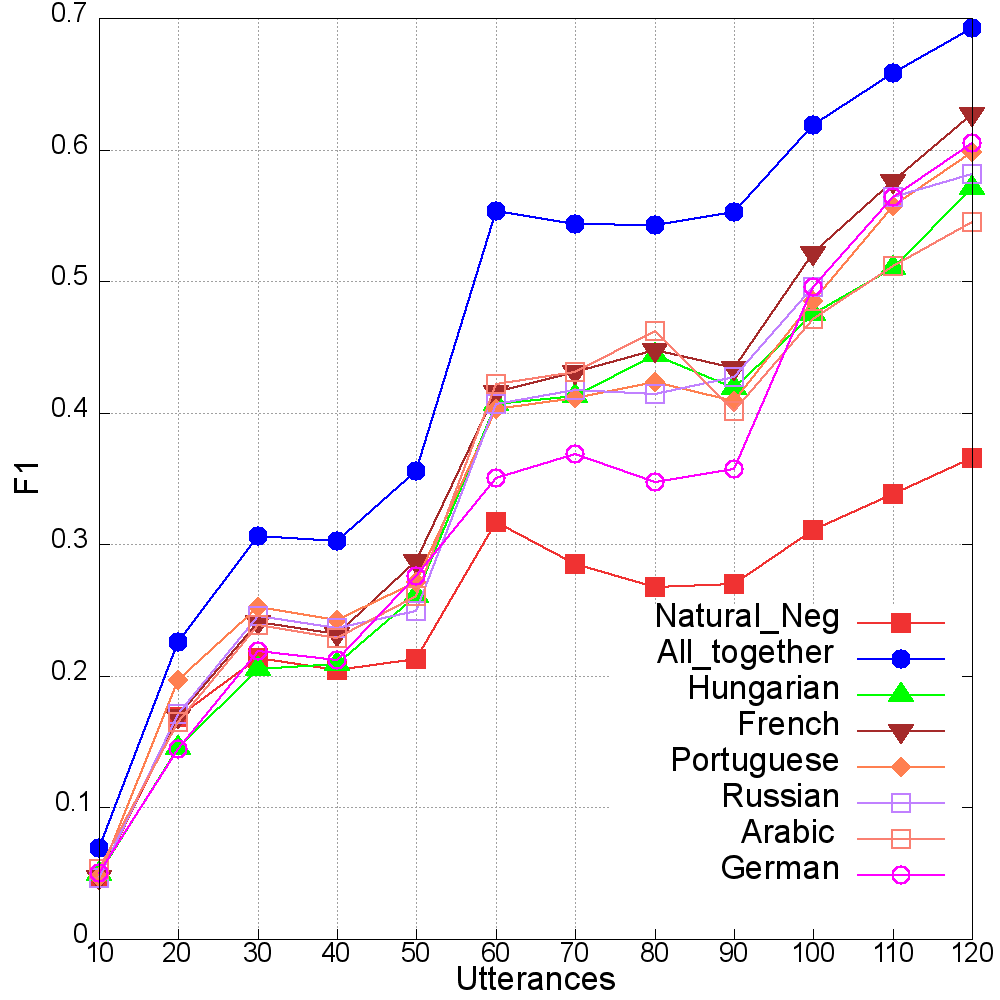 0.7
0.6
0.5
0.4
0.3
0.2
0.1
0
F1
Natural_Neg
All_together
Hungarian
French
Portuguese
Russian
Arabic
German
10 20 30 40 50 60 70 80 90 100 110 120
Utterances